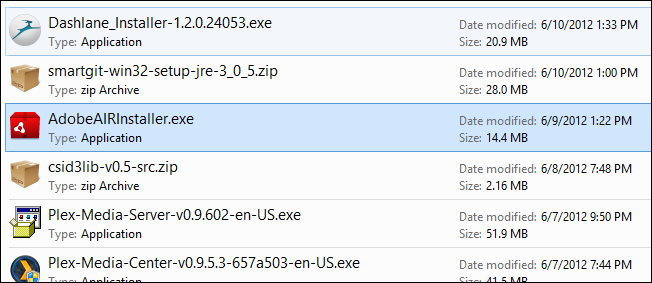 Dashlane_Installer-1.2.0.24053.exe Date modified: 6/10/2012 1:33 PM
Type: Application Size: 20.9 MB
smartgit-win32-setup-jre-3_0_5.zip Date modified: 6/10/2012 1:00 PM
Type: zip Archive Size: 28.0 MB
AdobeAIRInstaller.exe Date modified: 6/9/2012 1:22 PM
Type: Application Size: 14.4 MB
csid3lib-v0.5-src.zip Date modified: 6/8/2012 7:48 PM
Type: zip Archive Size: 2.16 MB
Plex-Media-Server-v0.9.602-en-US.exe Date modified: 6/7/2012 9:50 PM
Type: Application Size: 51.9 MB
Plex-Media-Center-v0.9.5.3-657a503-en-US.exe Date modified: 6/7/2012 7:44 PM
Type: Application Size: 41.5 MB